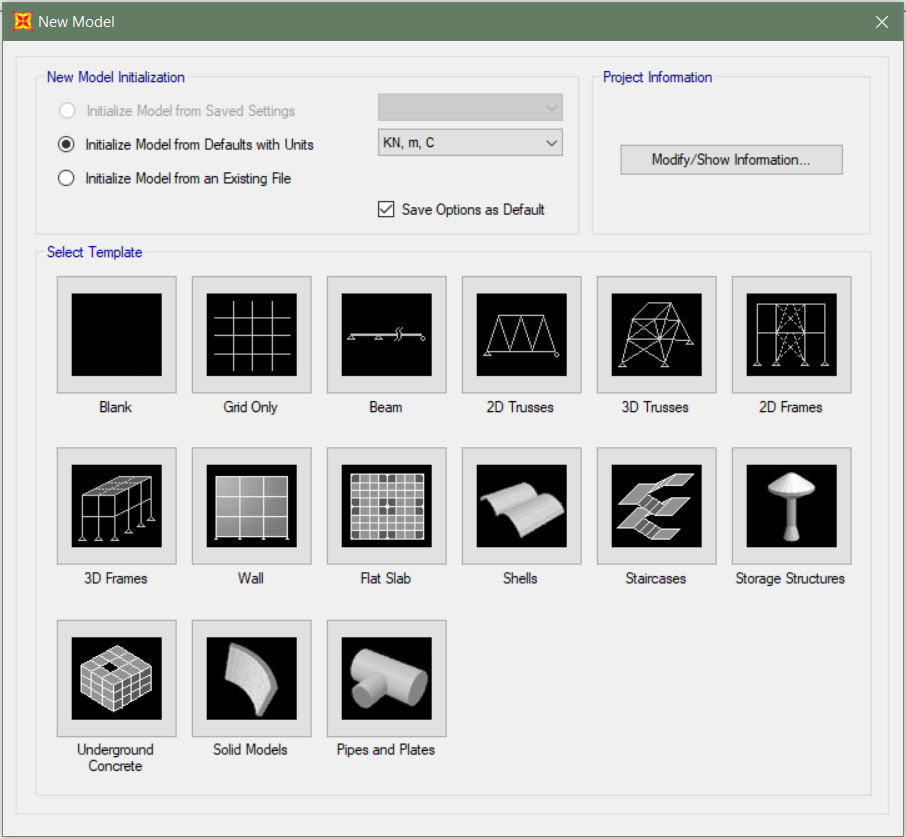 New Model
New Model Initialization
Project Information
Initialize Model from Saved Settings
Initialize Model from Defaults with Units
KN, m, C
Modify/Show Information...
Initialize Model from an Existing File
Save Options as Default
Select Template
Blank
Grid Only
Beam
2D Trusses
3D Trusses
2D Frames
3D Frames
Wall
Flat Slab
Shells
Staircases
Storage Structures
Underground
Concrete
Solid Models
Pipes and Plates